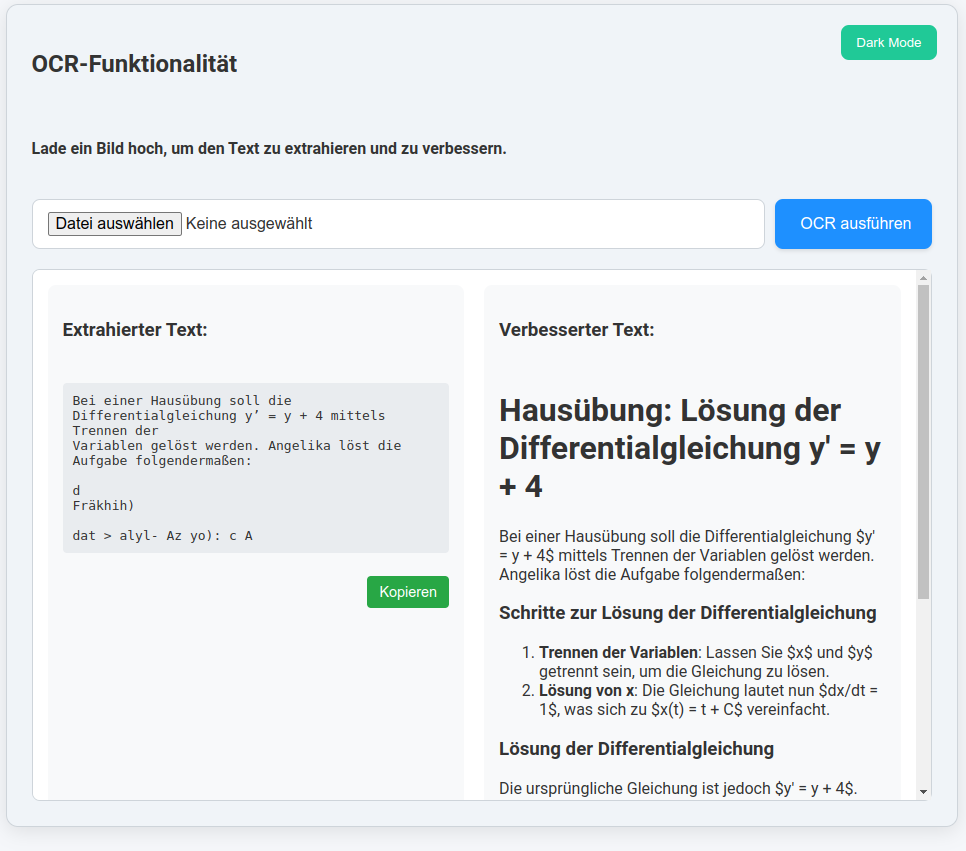 Dark Mode
OCR-Funktionalität
Lade ein Bild hoch, um den Text zu extrahieren und zu verbessern.
Datei auswählen Keine ausgewählt
OCR ausführen
Extrahierter Text:
Bei einer Hausübung soll die
Differentialgleichung y’ = y + 4 mittels
Trennen der
Variablen gelöst werden. Angelika löst die
Aufgabe folgendermaßen:
d
Fräkhih)
dat > alyl- Az yo): c A
Kopieren
Verbesserter Text:
Hausübung: Lösung der
Differentialgleichung y' = y
+ 4
Bei einer Hausübung soll die Differentialgleichung $y'
= y + 4$ mittels Trennen der Variablen gelöst werden.
Angelika löst die Aufgabe folgendermaßen:
Schritte zur Lösung der Differentialgleichung
1. Trennen der Variablen: Lassen Sie $x$ und $y$
getrennt sein, um die Gleichung zu lösen.
2. Lösung von x: Die Gleichung lautet nun $dx/dt =
1$, was sich zu $x(t) = t + C$ vereinfacht.
Lösung der Differentialgleichung
Die ursprüngliche Gleichung ist jedoch $y' = y + 4$.